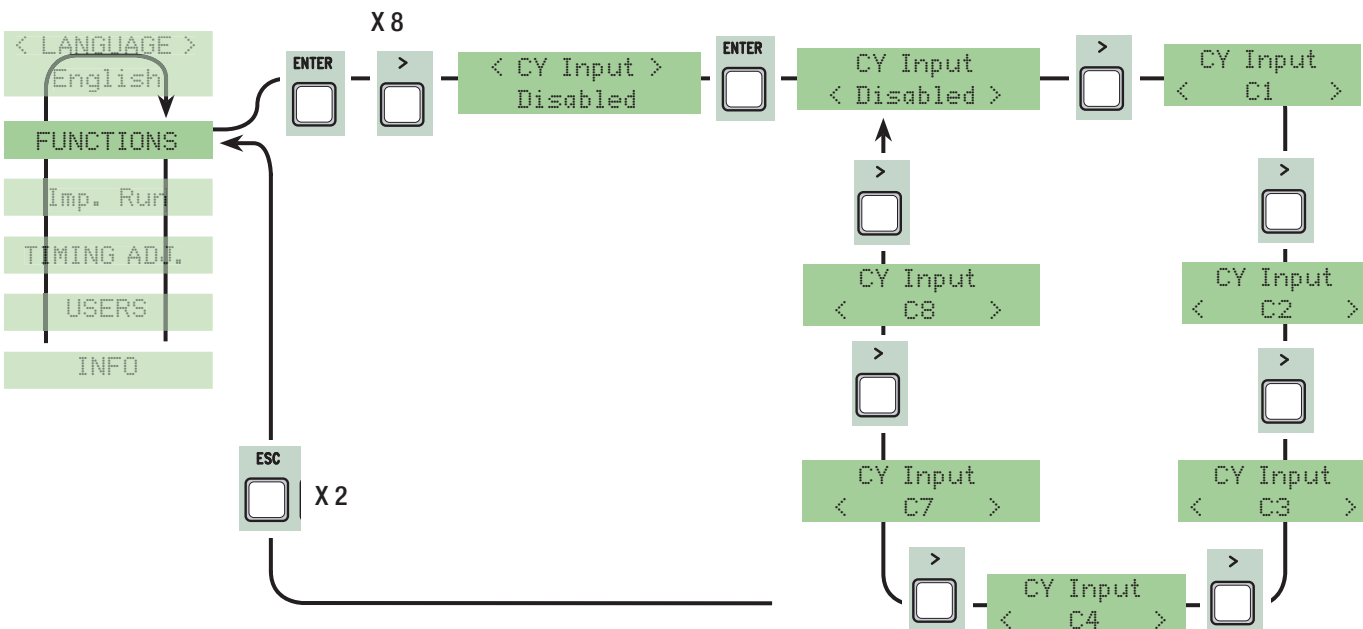 X 8
< LANGUAGE >
English
FUNCTIONS
Imp. Run
TIMING ADJ.
USERS
INFO
ENTER
>
< CY Input >
Disabled
ENTER
CY Input
< Disabled >
>
CY Input
< C1 >
>
CY Input
< C2 >
>
CY Input
< C3 >
>
CY Input
< C4 >
>
CY Input
< C7 >
>
CY Input
< C8 >
>
ESC
X 2